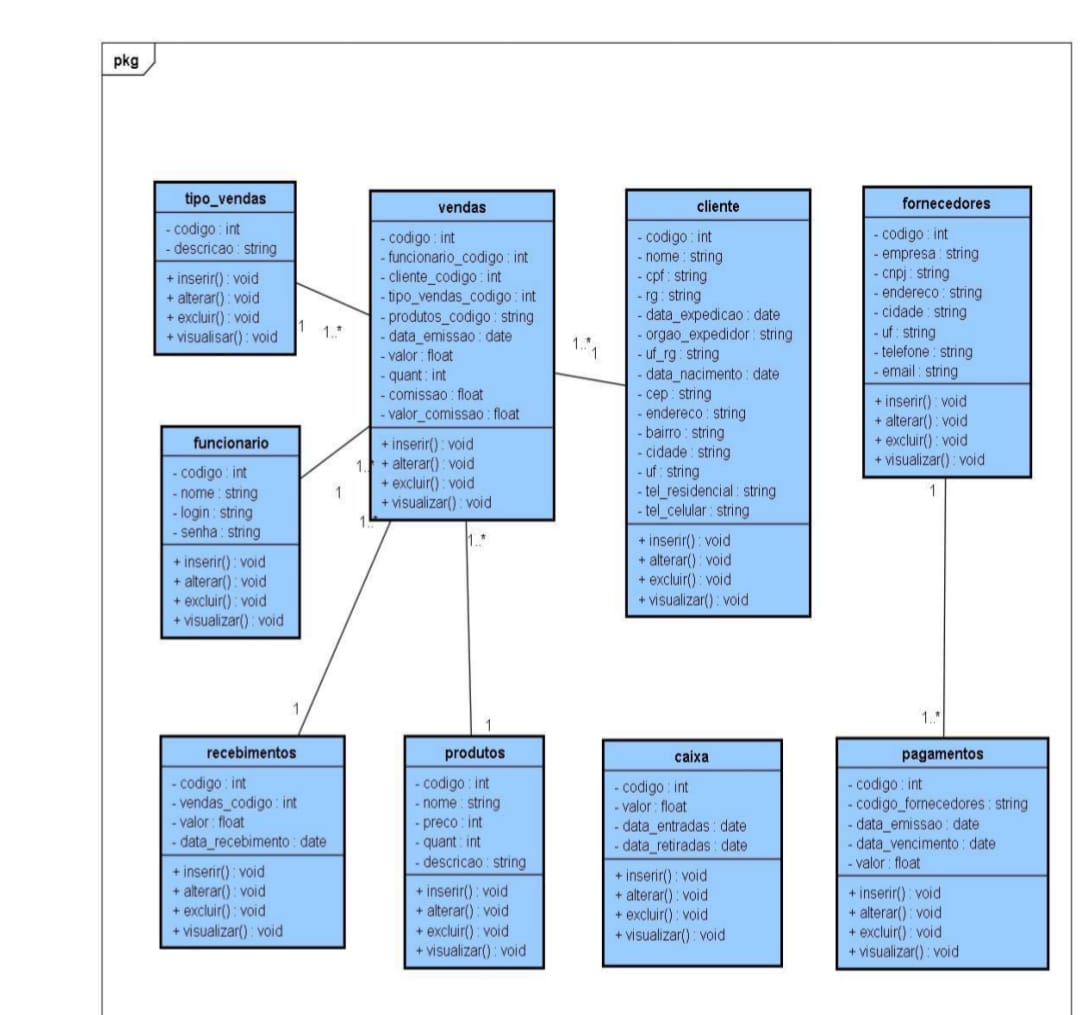 pkg
tipo_vendas
- codigo : int
- descricao : string
+ inserir() : void
+ alterar() : void
+ excluir() : void
+ visualisar() : void
1
1..*
vendas
- codigo : int
- funcionario_codigo : int
- cliente_codigo : int
- tipo_vendas_codigo : int
- produtos_codigo : string
- data_emissao : date
- valor : float
- quant : int
- comissao : float
- valor_comissao : float
+ inserir() : void
+ alterar() : void
+ excluir() : void
+ visualizar() : void
1..*
1
cliente
- codigo : int
- nome : string
- cpf : string
- rg : string
- data_expedicao : date
- orgao_expedidor : string
- uf_rg : string
- data_nacimento : date
- cep : string
- endereco : string
- bairro : string
- cidade : string
- uf : string
- tel_residencial : string
- tel_celular : string
+ inserir() : void
+ alterar() : void
+ excluir() : void
+ visualizar() : void
fornecedores
- codigo : int
- empresa : string
- cnpj : string
- endereco : string
- cidade : string
- uf : string
- telefone : string
- email : string
+ inserir() : void
+ alterar() : void
+ excluir() : void
+ visualizar() : void
1
1..*
funcionario
- codigo : int
- nome : string
- login : string
- senha : string
+ inserir() : void
+ alterar() : void
+ excluir() : void
+ visualizar() : void
1..*
1
1..*
1
1..*
1
recebimentos
- codigo : int
- vendas_codigo : int
- valor : float
- data_recebimento : date
+ inserir() : void
+ alterar() : void
+ excluir() : void
+ visualizar() : void
produtos
- codigo : int
- nome : string
- preco : int
- quant : int
- descricao : string
+ inserir() : void
+ alterar() : void
+ excluir() : void
+ visualizar() : void
caixa
- codigo : int
- valor : float
- data_entradas : date
- data_retiradas : date
+ inserir() : void
+ alterar() : void
+ excluir() : void
+ visualizar() : void
pagamentos
- codigo : int
- codigo_fornecedores : string
- data_emissao : date
- data_vencimento : date
- valor : float
+ inserir() : void
+ alterar() : void
+ excluir() : void
+ visualizar() : void